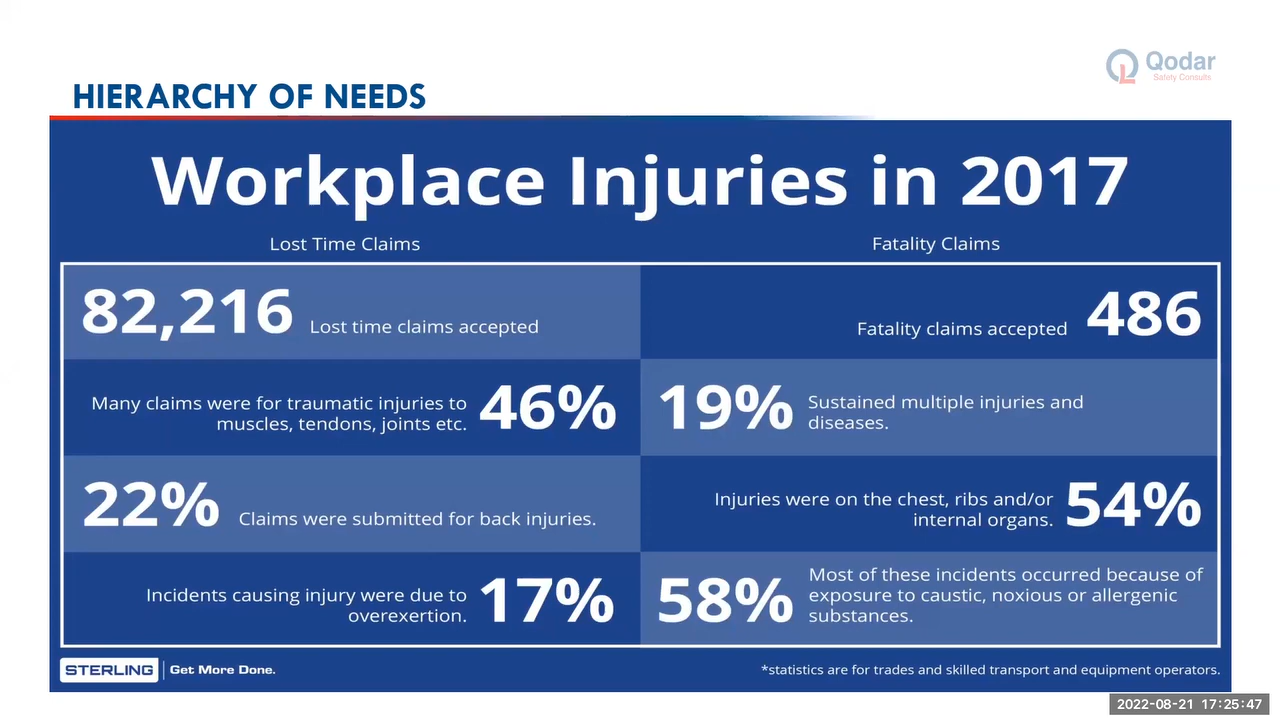 Qodar
Safety Consults
HIERARCHY OF NEEDS
Workplace Injuries in 2017
Lost Time Claims
Fatality Claims
82,216 Lost time claims accepted
Fatality claims accepted 486
Many claims were for traumatic injuries to
muscles, tendons, joints etc.
46%
19%
Sustained multiple injuries and
diseases.
22% Claims were submitted for back injuries.
Injuries were on the chest, ribs and/or
internal organs.
54%
Incidents causing injury were due to
overexertion.
17%
58%
Most of these incidents occurred because of
exposure to caustic, noxious or allergenic
substances.
STERLING Get More Done.
*statistics are for trades and skilled transport and equipment operators.
2022-08-21 17:25:47